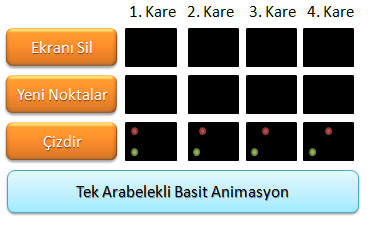 1. Kare 2. Kare 3. Kare 4. Kare
Ekranı Sil
Yeni Noktalar
Çizdir
Tek Arabelekli Basit Animasyon